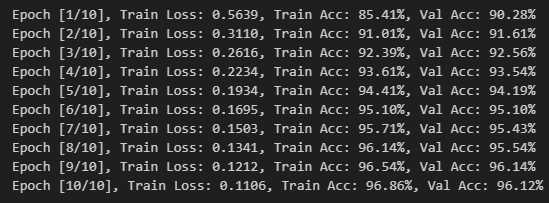 Epoch [1/10], Train Loss: 0.5639, Train Acc: 85.41%, Val Acc: 90.28%
Epoch [2/10], Train Loss: 0.3110, Train Acc: 91.01%, Val Acc: 91.61%
Epoch [3/10], Train Loss: 0.2616, Train Acc: 92.39%, Val Acc: 92.56%
Epoch [4/10], Train Loss: 0.2234, Train Acc: 93.61%, Val Acc: 93.54%
Epoch [5/10], Train Loss: 0.1934, Train Acc: 94.41%, Val Acc: 94.19%
Epoch [6/10], Train Loss: 0.1695, Train Acc: 95.10%, Val Acc: 95.10%
Epoch [7/10], Train Loss: 0.1503, Train Acc: 95.71%, Val Acc: 95.43%
Epoch [8/10], Train Loss: 0.1341, Train Acc: 96.14%, Val Acc: 95.54%
Epoch [9/10], Train Loss: 0.1212, Train Acc: 96.54%, Val Acc: 96.14%
Epoch [10/10], Train Loss: 0.1106, Train Acc: 96.86%, Val Acc: 96.12%